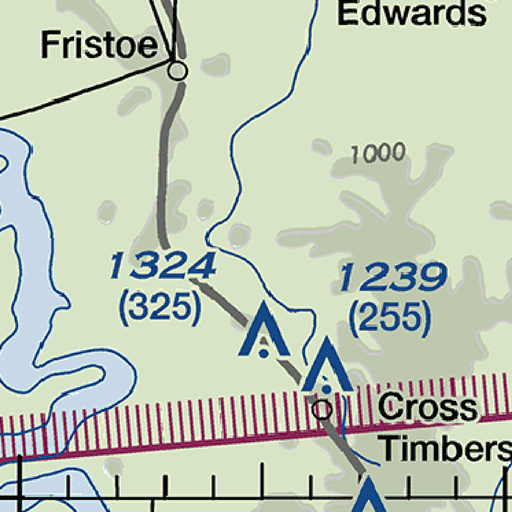 Edwards
Fristoe
1000
1324
(325)
1239
(255)
Cross
Timbers